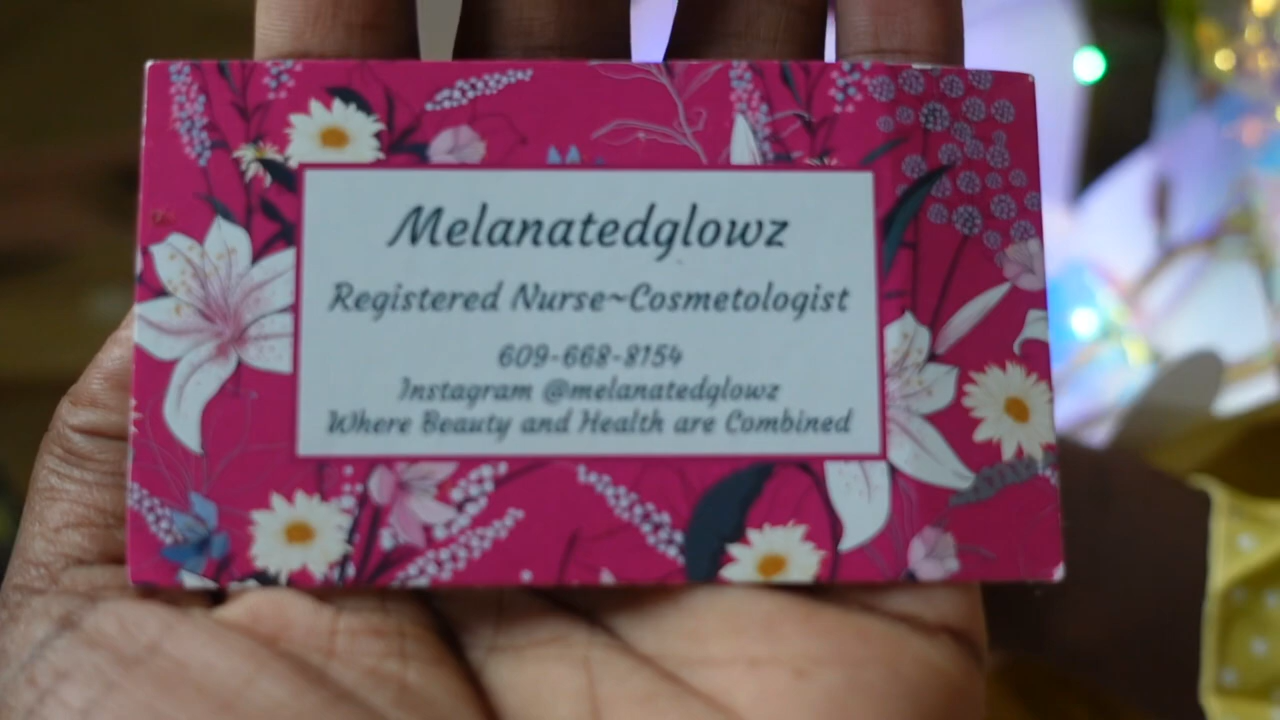 Melanatedglowz
Registered Nurse~Cosmetologist
609-668-8154
Instagram @melanatedglowz
Where Beauty and Health are Combined